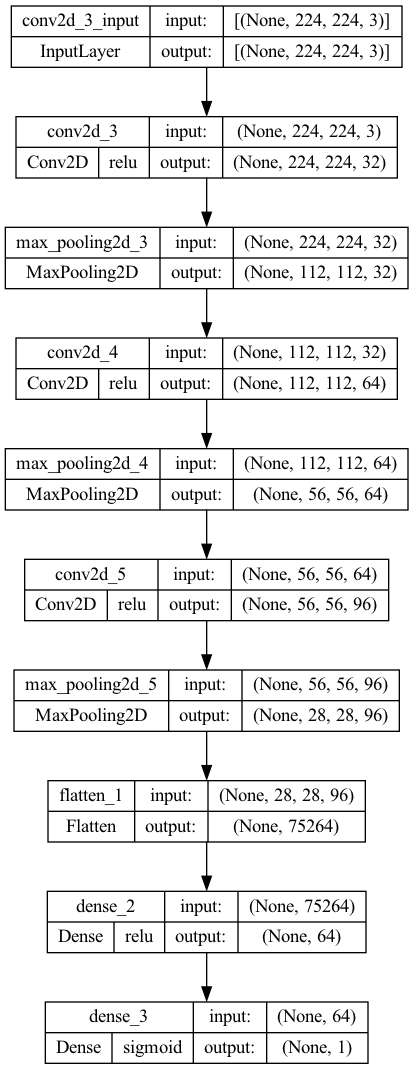 conv2d_3_input input: [(None, 224, 224, 3)]
InputLayer output: [(None, 224, 224, 3)]
conv2d_3 input: (None, 224, 224, 3)
Conv2D relu output: (None, 224, 224, 32)
max_pooling2d_3 input: (None, 224, 224, 32)
MaxPooling2D output: (None, 112, 112, 32)
conv2d_4 input: (None, 112, 112, 32)
Conv2D relu output: (None, 112, 112, 64)
max_pooling2d_4 input: (None, 112, 112, 64)
MaxPooling2D output: (None, 56, 56, 64)
conv2d_5 input: (None, 56, 56, 64)
Conv2D relu output: (None, 56, 56, 96)
max_pooling2d_5 input: (None, 56, 56, 96)
MaxPooling2D output: (None, 28, 28, 96)
flatten_1 input: (None, 28, 28, 96)
Flatten output: (None, 75264)
dense_2 input: (None, 75264)
Dense relu output: (None, 64)
dense_3 input: (None, 64)
Dense sigmoid output: (None, 1)